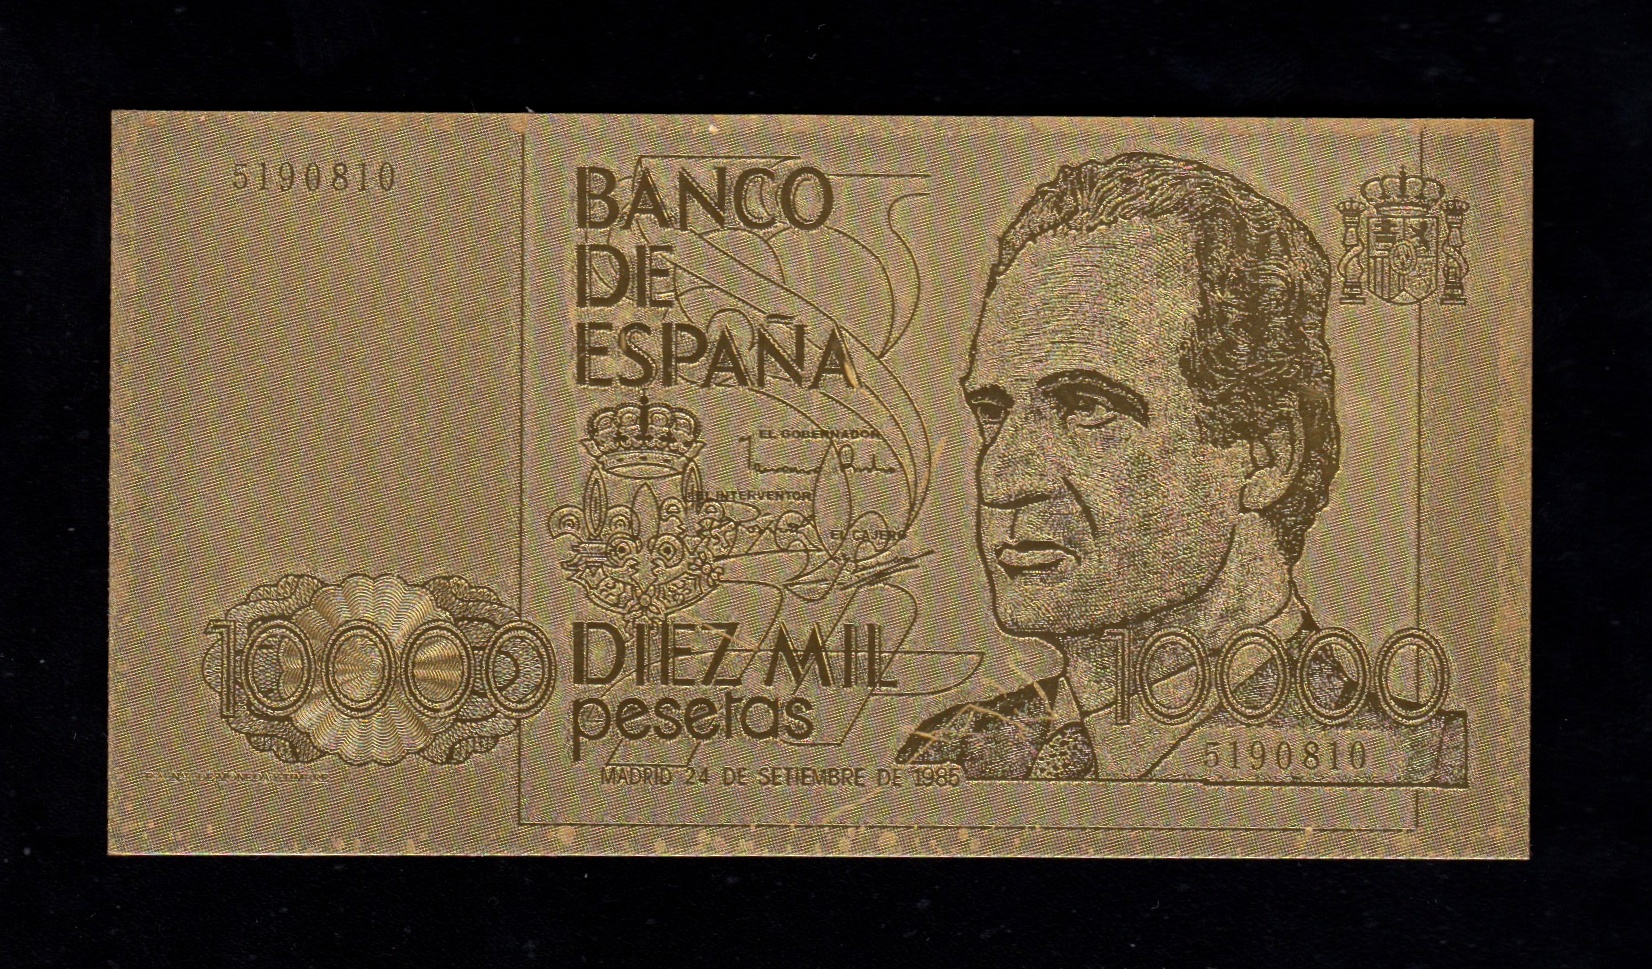 5190810
BANCO
DE
ESPAÑA
EL GOBERNADOR
EL INTERVENTOR
EL CAJERO
10000
DIEZ MIL
10000
pesetas
5190810
MADRID 24 DE SETIEMBRE DE 1985